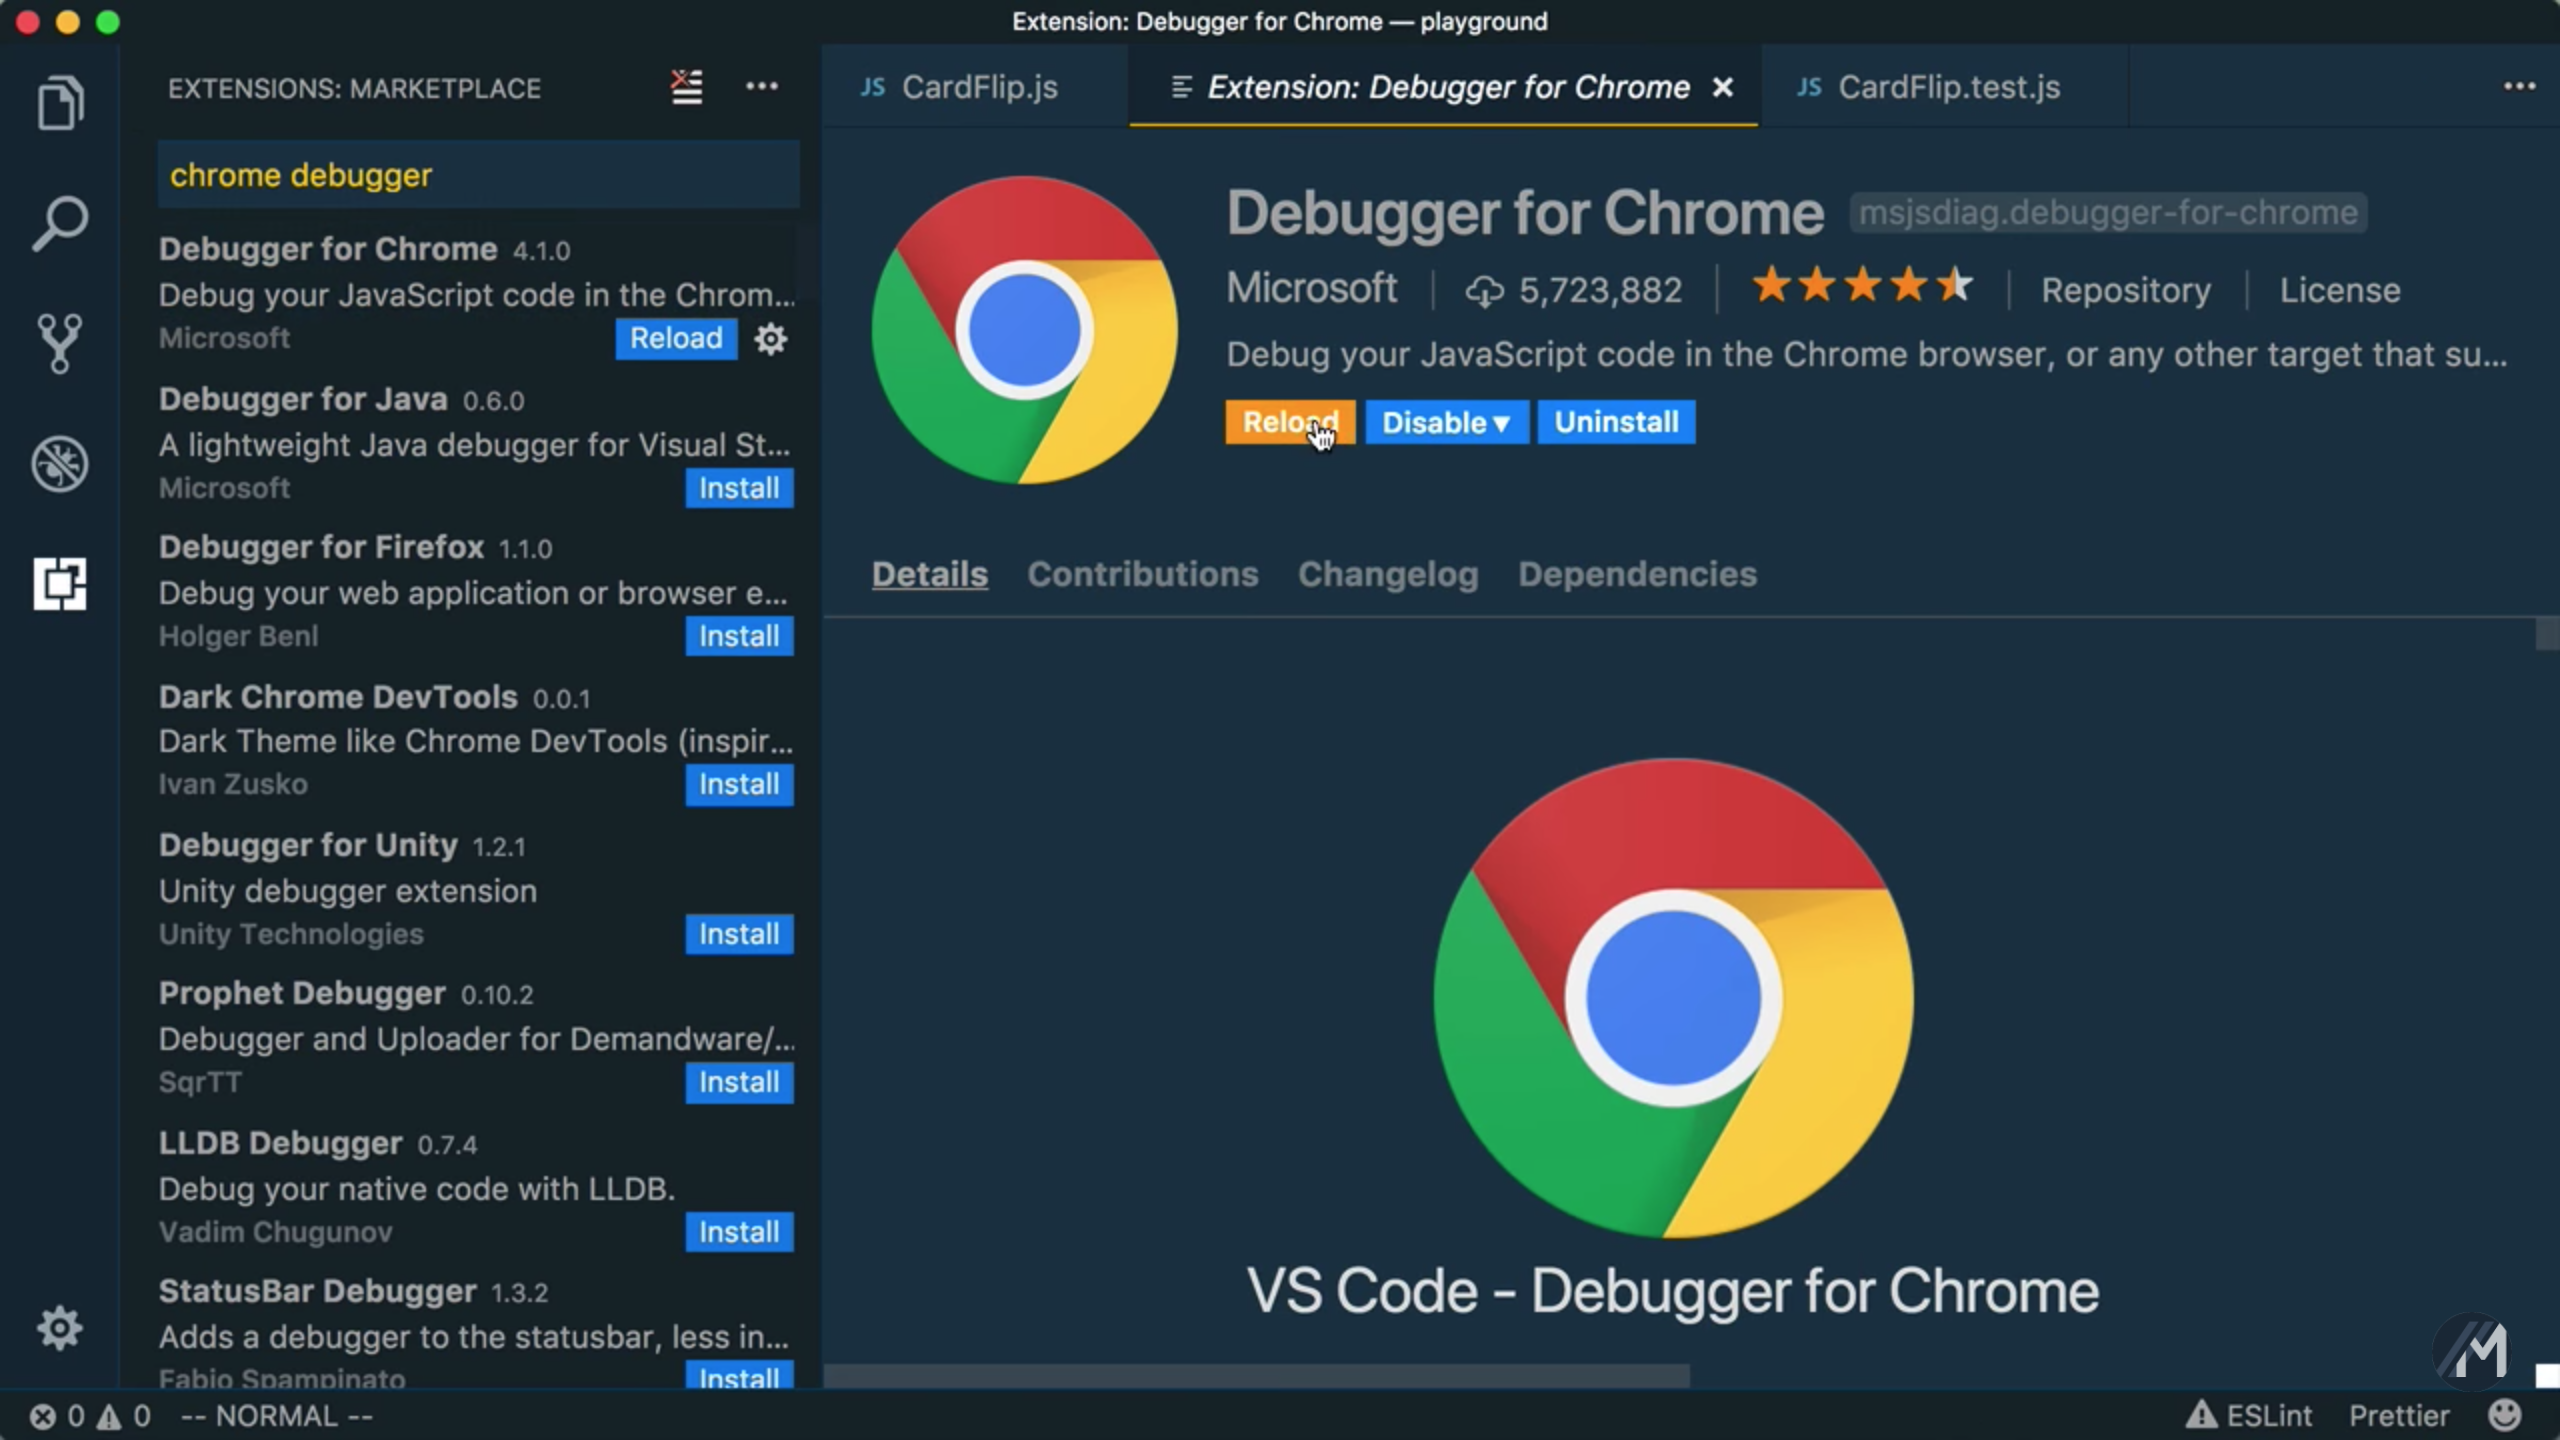 Extension: Debugger for Chrome — playground
EXTENSIONS: MARKETPLACE
chrome debugger
Debugger for Chrome 4.1.0
Debug your JavaScript code in the Chrom...
Microsoft Reload
Debugger for Java 0.6.0
A lightweight Java debugger for Visual St...
Microsoft Install
Debugger for Firefox 1.1.0
Debug your web application or browser e...
Holger Benl Install
Dark Chrome DevTools 0.0.1
Dark Theme like Chrome DevTools (inspir...
Ivan Zusko Install
Debugger for Unity 1.2.1
Unity debugger extension
Unity Technologies Install
Prophet Debugger 0.10.2
Debugger and Uploader for Demandware/...
SqrTT Install
LLDB Debugger 0.7.4
Debug your native code with LLDB.
Vadim Chugunov Install
StatusBar Debugger 1.3.2
Adds a debugger to the statusbar, less in...
Fabio Spampinato Install
JS CardFlip.js Extension: Debugger for Chrome JS CardFlip.test.js
Debugger for Chrome msjsdiag.debugger-for-chrome
Microsoft 5,723,882 Repository License
Debug your JavaScript code in the Chrome browser, or any other target that su...
Reload Disable▼ Uninstall
Details Contributions Changelog Dependencies
VS Code - Debugger for Chrome
M
0 0 -- NORMAL -- ESLint Prettier